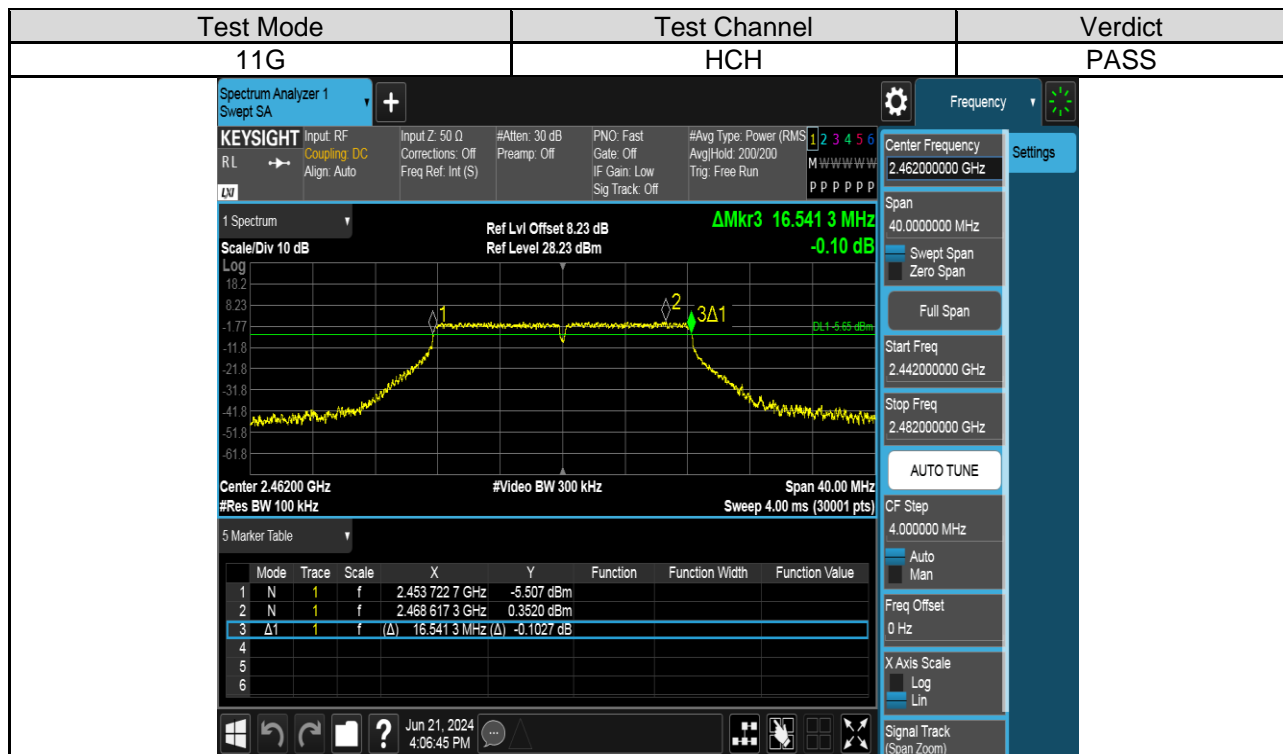 Test Mode Test Channel Verdict
11G HCH PASS
Spectrum Analyzer 1
Swept SA
+
Frequency
KEYSIGHT Input: RF Input Z: 50 Ω #Atten: 30 dB PNO: Fast #Avg Type: Power (RMS 1 2 3 4 5 6
RL Coupling: DC Corrections: Off Preamp: Off Gate: Off Avg|Hold: 200/200 M W W W W W
Align: Auto Freq Ref: Int (S) IF Gain: Low Trig: Free Run
LXI Sig Track: Off P P P P P P
Center Frequency
2.462000000 GHz
Settings
Span
40.0000000 MHz
Swept Span
Zero Span
Full Span
Start Freq
2.442000000 GHz
Stop Freq
2.482000000 GHz
AUTO TUNE
CF Step
4.000000 MHz
Auto
Man
Freq Offset
0 Hz
X Axis Scale
Log
Lin
Signal Track
(Span Zoom)
1 Spectrum
Ref Lvl Offset 8.23 dB ΔMkr3 16.541 3 MHz
Scale/Div 10 dB Ref Level 28.23 dBm -0.10 dB
Log
18.2
8.23
-1.77
-11.8
-21.8
-31.8
-41.8
-51.8
-61.8
1
2
3Δ1
DL1 -5.65 dBm
Center 2.46200 GHz #Video BW 300 kHz Span 40.00 MHz
#Res BW 100 kHz Sweep 4.00 ms (30001 pts)
5 Marker Table
Mode Trace Scale X Y Function Function Width Function Value
1 N 1 f 2.453 722 7 GHz -5.507 dBm
2 N 1 f 2.468 617 3 GHz 0.3520 dBm
3 Δ1 1 f (Δ) 16.541 3 MHz (Δ) -0.1027 dB
4
5
6
? Jun 21, 2024
4:06:45 PM